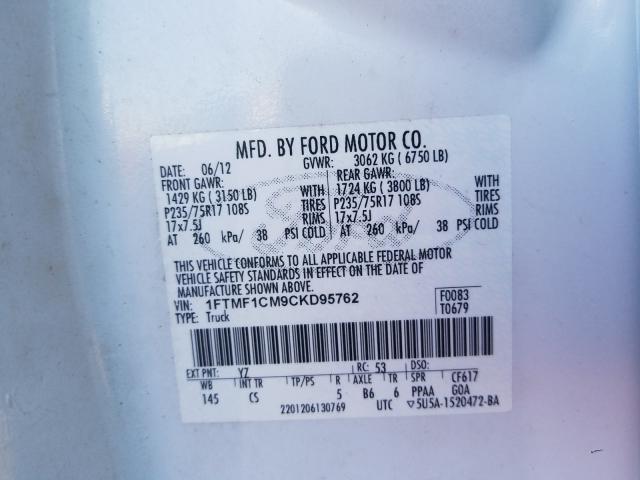 MFD. BY FORD MOTOR CO.
DATE: 06/12 GVWR: 3062 KG ( 6750 LB)
FRONT GAWR: REAR GAWR:
1429 KG ( 3150 LB) WITH 1724 KG ( 3800 LB) WITH
P235/75R17 108S TIRES P235/75R17 108S TIRES
17x7.5J RIMS 17x7.5J RIMS
AT 260 kPa/ 38 PSI COLD AT 260 kPa/ 38 PSI COLD
Ford
THIS VEHICLE CONFORMS TO ALL APPLICABLE FEDERAL MOTOR
VEHICLE SAFETY STANDARDS IN EFFECT ON THE DATE OF
MANUFACTURE SHOWN ABOVE.
VIN: 1FTMF1CM9CKD95762 F0083
TYPE: Truck T0679
EXT PNT: YZ RC: 53 DSO:
WB INT TR TP/PS R AXLE TR SPR CF617
145 CS 5 B6 6 PPAA GOA
2201206130769 UTC ▽5U5A-1520472-BA